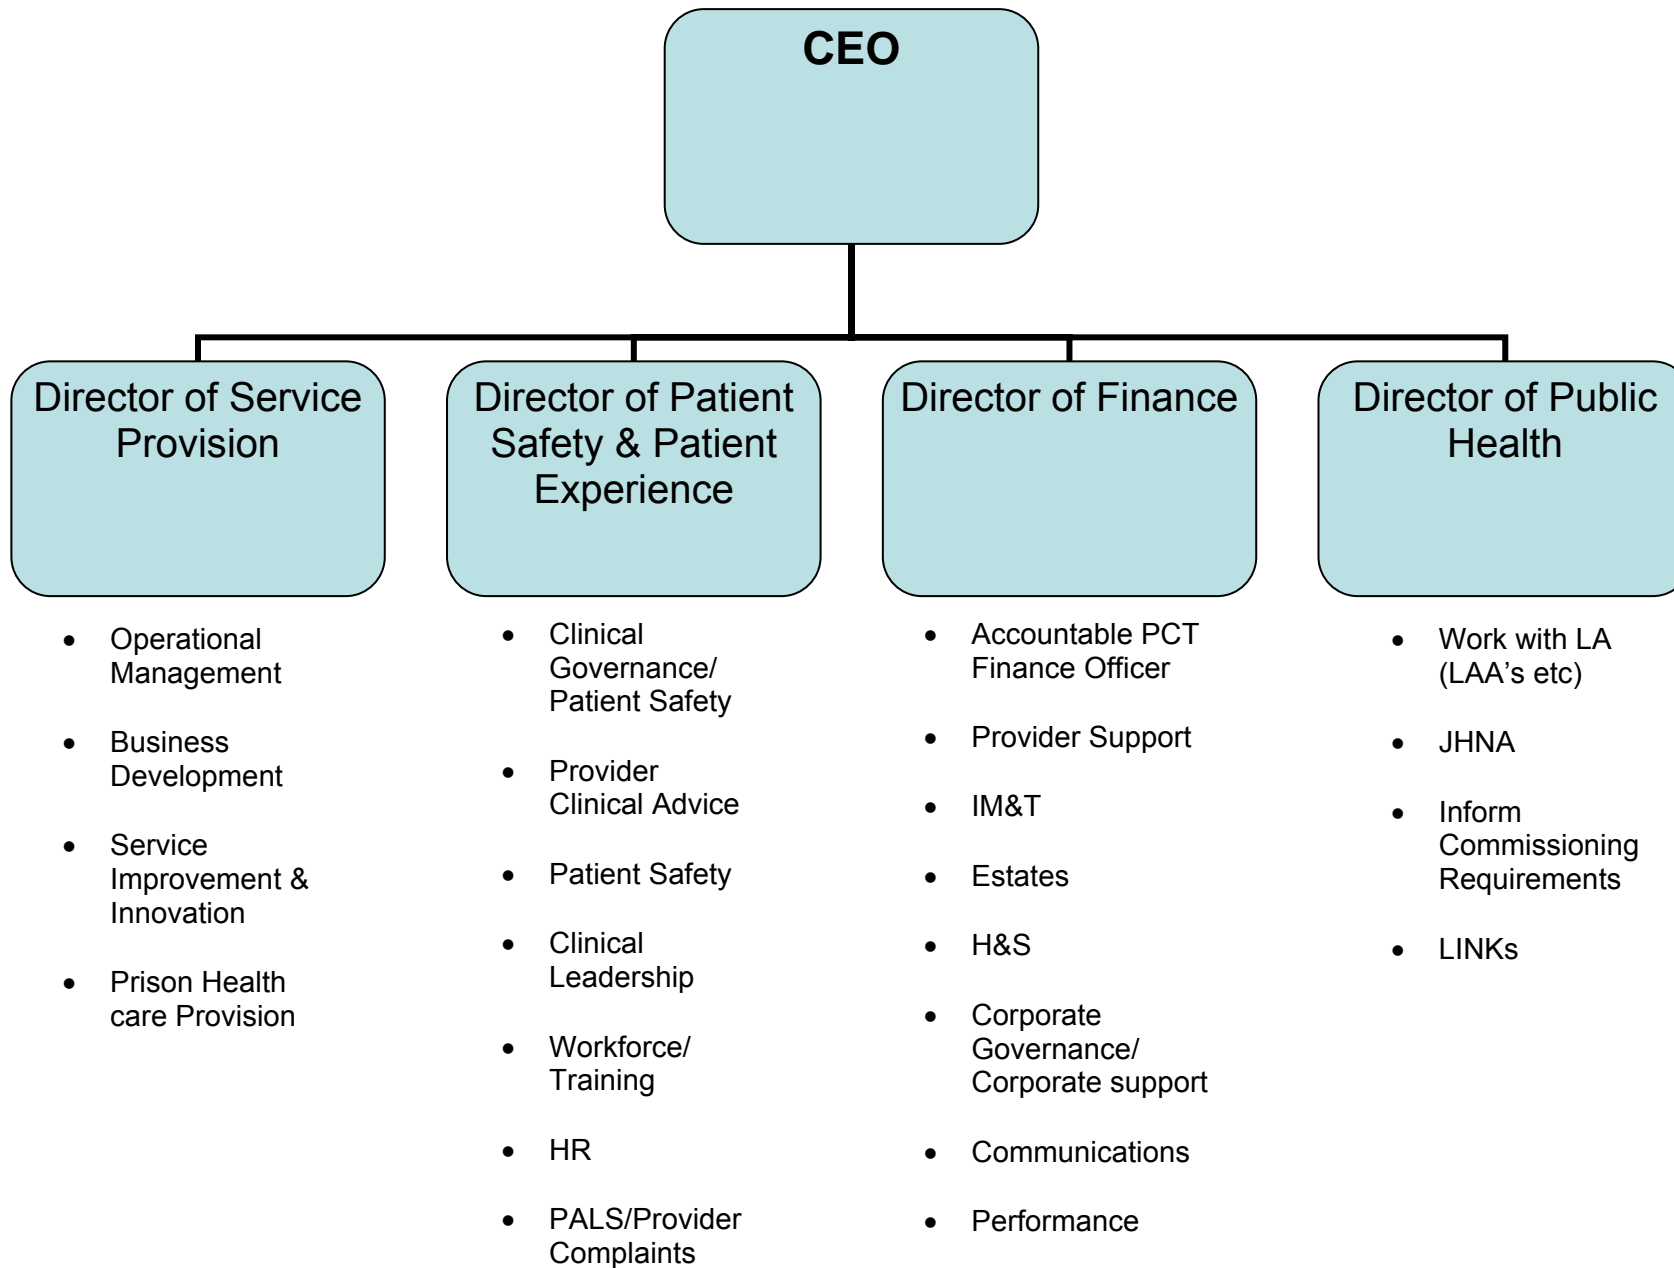 CEO
Director of Service
Provision
Director of Patient
Safety & Patient
Experience
Director of Finance
Director of Public
Health
• Operational
Management
• Business
Development
• Service
Improvement &
Innovation
• Prison Health
care Provision
• Clinical
Governance/
Patient Safety
• Provider
Clinical Advice
• Patient Safety
• Clinical
Leadership
• Workforce/
Training
• HR
• PALS/Provider
Complaints
• Accountable PCT
Finance Officer
• Provider Support
• IM&T
• Estates
• H&S
• Corporate
Governance/
Corporate support
• Communications
• Performance
• Work with LA
(LAA’s etc)
• JHNA
• Inform
Commissioning
Requirements
• LINKs